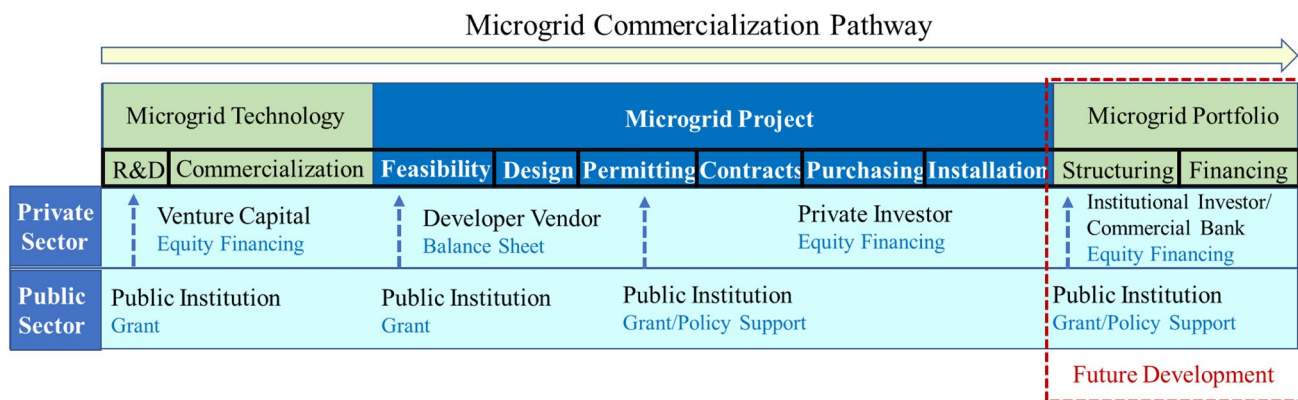 Microgrid Commercialization Pathway
Microgrid Technology
Microgrid Project
Microgrid Portfolio
R&D
Commercialization
Feasibility
Design
Permitting
Contracts
Purchasing
Installation
Structuring
Financing
Private
Sector
Venture Capital
Equity Financing
Developer Vendor
Balance Sheet
Private Investor
Equity Financing
Institutional Investor/
Commercial Bank
Equity Financing
Public
Sector
Public Institution
Grant
Public Institution
Grant
Public Institution
Grant/Policy Support
Public Institution
Grant/Policy Support
Future Development